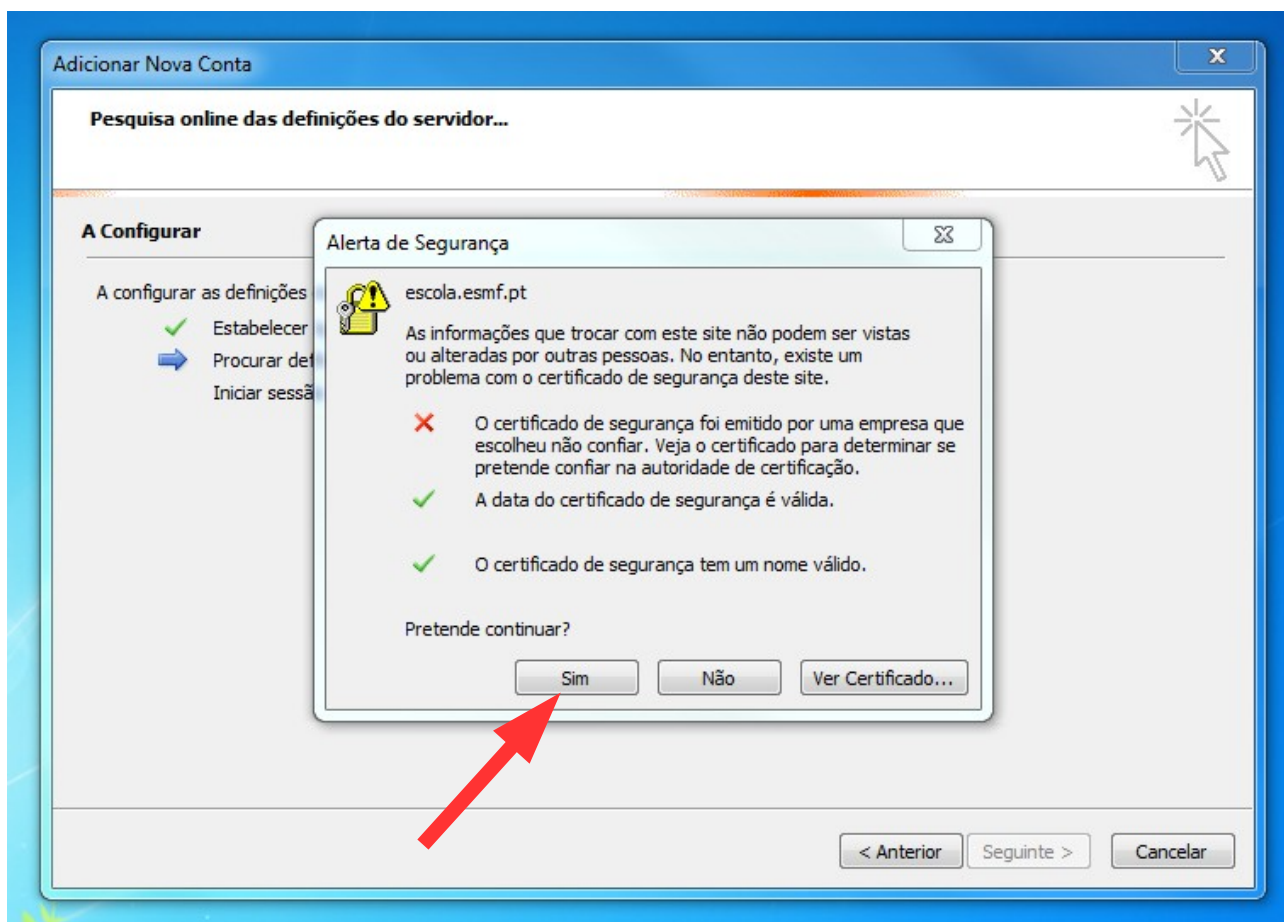 Adicionar Nova Conta
Pesquisa online das definições do servidor...
A Configurar
A configurar as definições
Estabelecer
Procurar def
Iniciar sessã
Alerta de Segurança
escola.esmf.pt
As informações que trocar com este site não podem ser vistas
ou alteradas por outras pessoas. No entanto, existe um
problema com o certificado de segurança deste site.
O certificado de segurança foi emitido por uma empresa que
escolheu não confiar. Veja o certificado para determinar se
pretende confiar na autoridade de certificação.
A data do certificado de segurança é válida.
O certificado de segurança tem um nome válido.
Pretende continuar?
Sim
Não
Ver Certificado...
< Anterior
Seguinte >
Cancelar